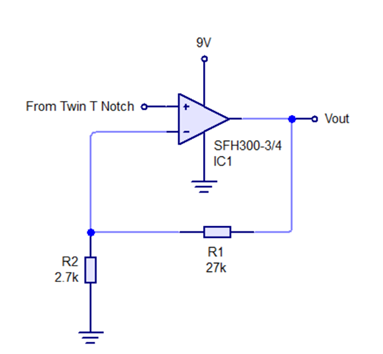 9V
From Twin T Notch
+
-
Vout
SFH300-3/4
IC1
R1
27k
R2
2.7k